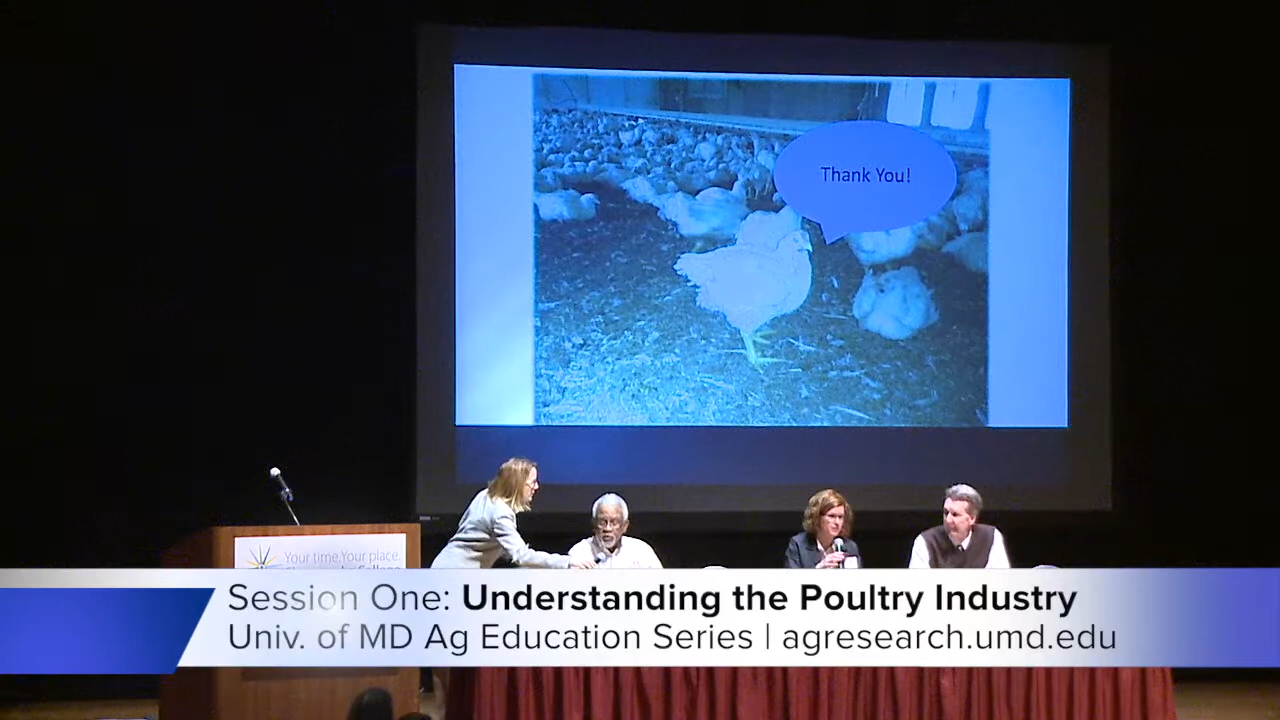 Thank You!
Your time. Your place.
Session One: Understanding the Poultry Industry
Univ. of MD Ag Education Series | agresearch.umd.edu